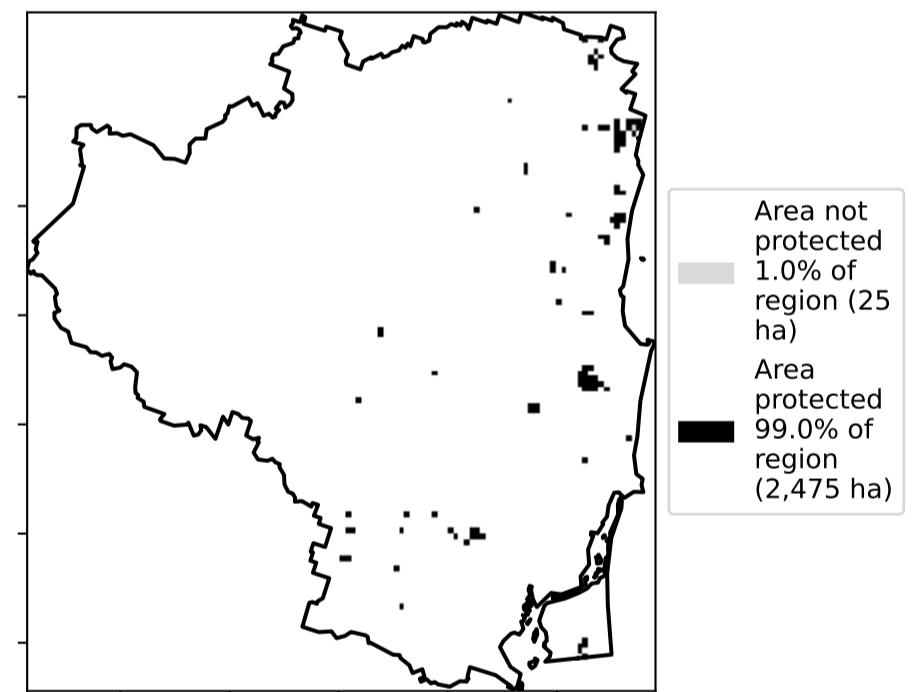 Area not
protected
1.0% of
region (25
ha)
Area
protected
99.0% of
region
(2,475 ha)